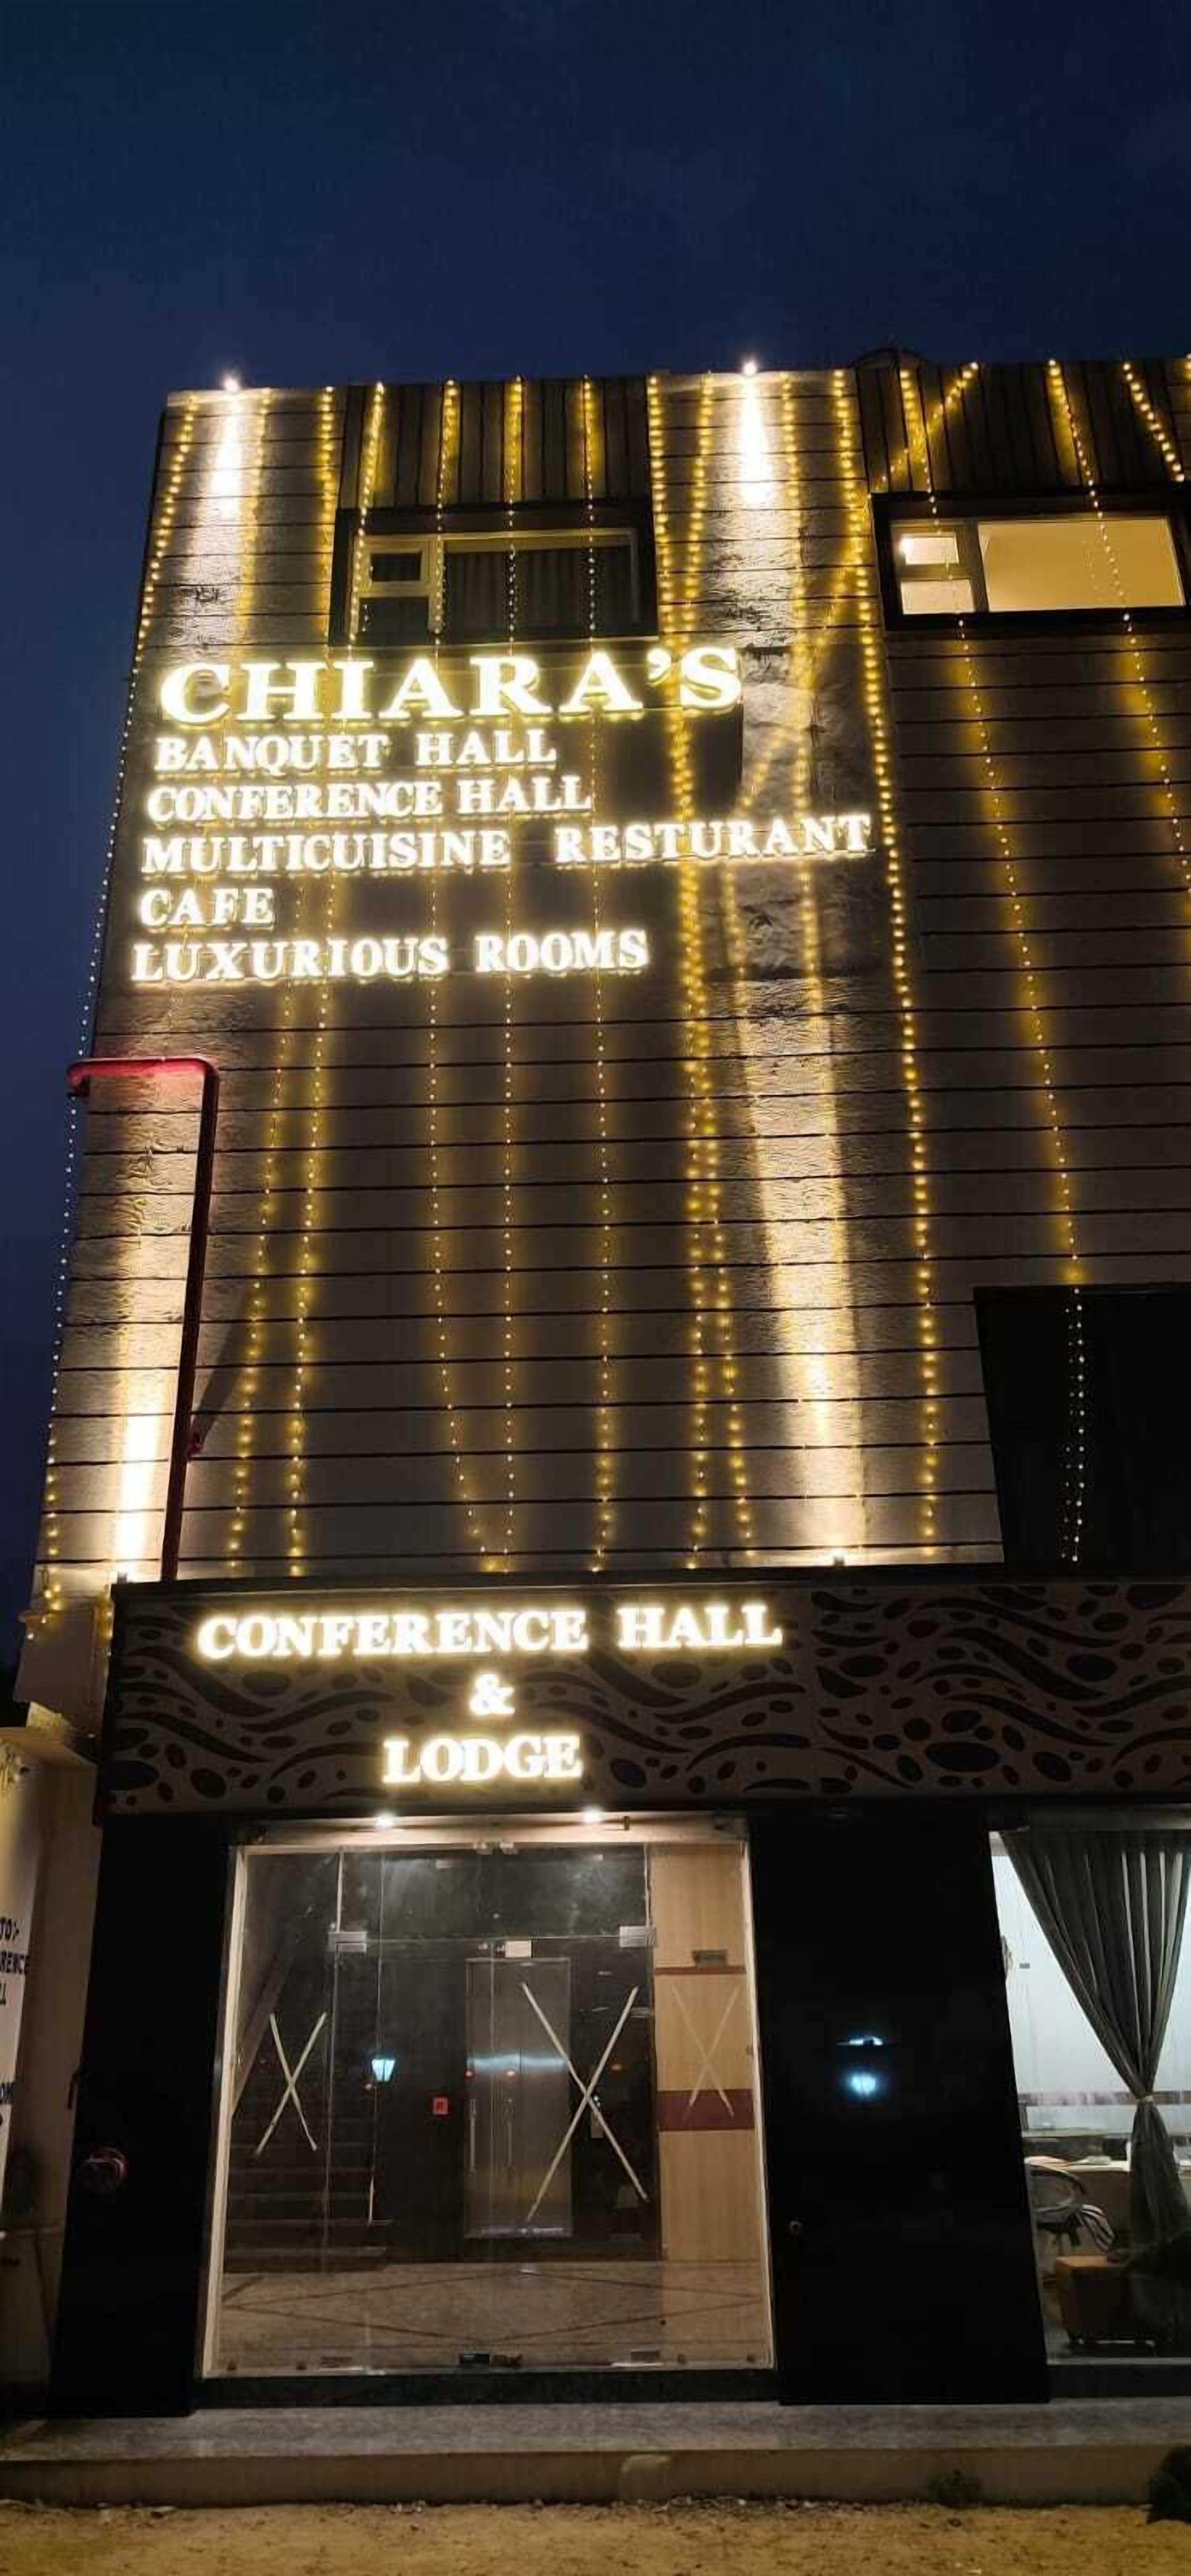 CHIARA'S
BANQUET HALL
CONFERENCE HALL
MULTICUISINE RESTURANT
CAFE
LUXURIOUS ROOMS
CONFERENCE HALL
&
LODGE